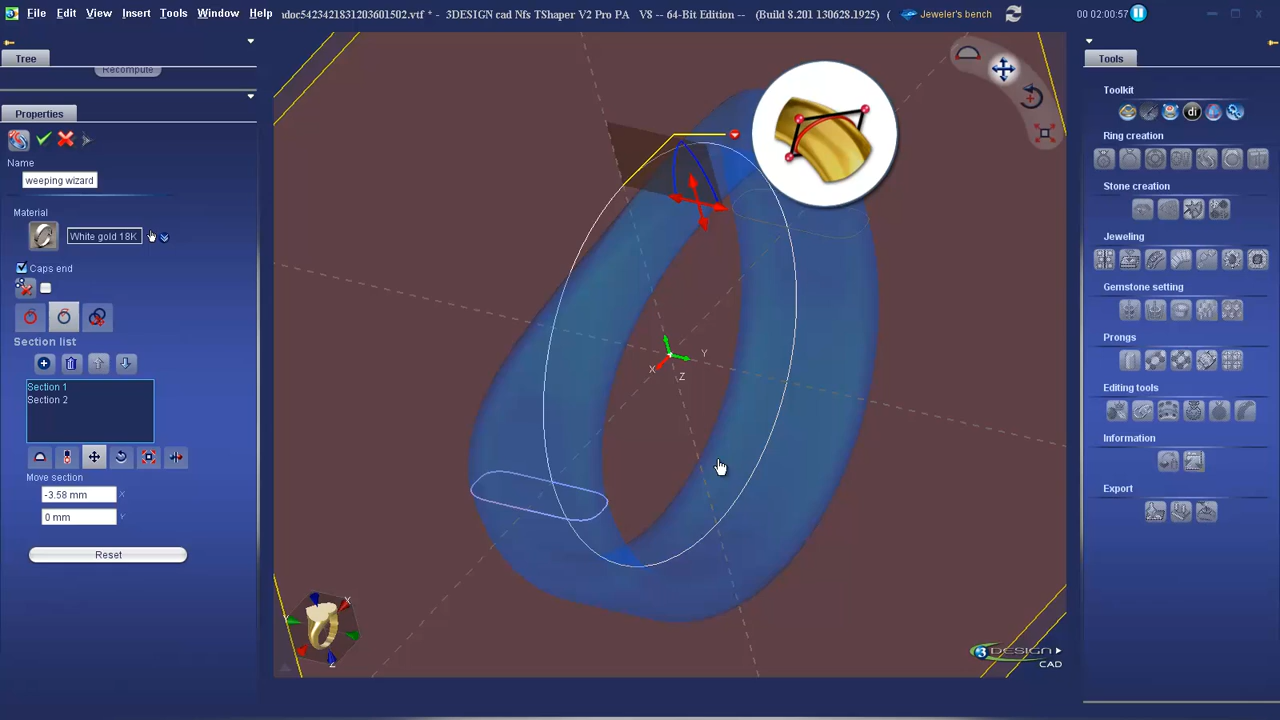 File Edit View Insert Tools Window Help
ndoc5423421831203601502.vtf * - 3DESIGN cad Nfs TShaper V2 Pro PA V8 -- 64-Bit Edition -- (Build 8.201 130628.1925) (
Jeweler's bench
00 02:00:57
Tree
Recompute
Properties
Name
weeping wizard
Material
White gold 18K
Caps end
Section list
Section 1
Section 2
Move section
-3.58 mm X
0 mm Y
Reset
X Y Z
X
Y
Z
3DESIGN
CAD
Tools
Toolkit
di
Ring creation
Stone creation
Jeweling
Gemstone setting
Prongs
Editing tools
Information
Export